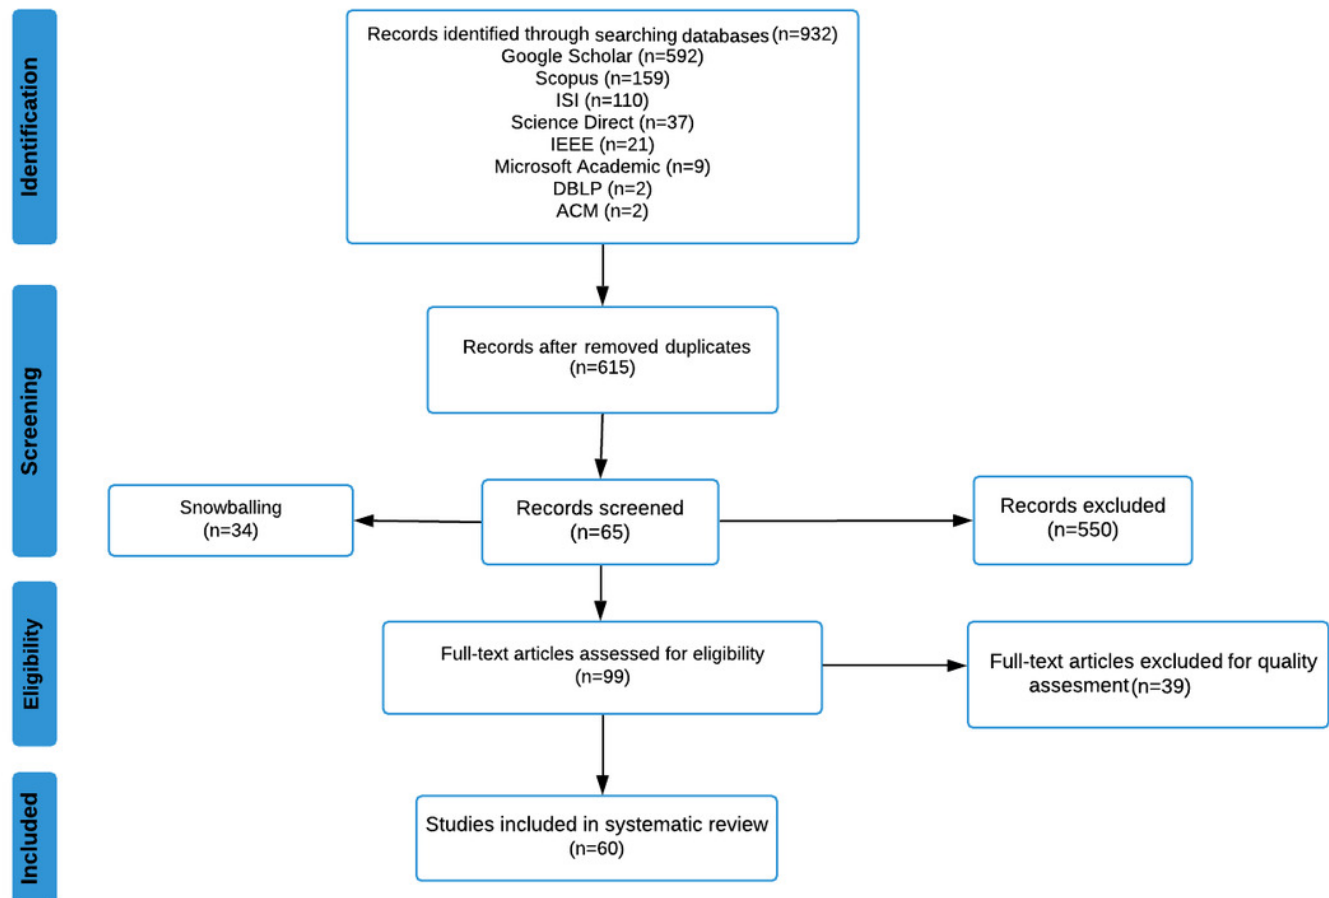 Identification
Records identified through searching databases (n=932)
Google Scholar (n=592)
Scopus (n=159)
ISI (n=110)
Science Direct (n=37)
IEEE (n=21)
Microsoft Academic (n=9)
DBLP (n=2)
ACM (n=2)
Screening
Records after removed duplicates
(n=615)
Snowballing
(n=34)
Records screened
(n=65)
Records excluded
(n=550)
Eligibility
Full-text articles assessed for eligibility
(n=99)
Full-text articles excluded for quality
assesment (n=39)
Included
Studies included in systematic review
(n=60)